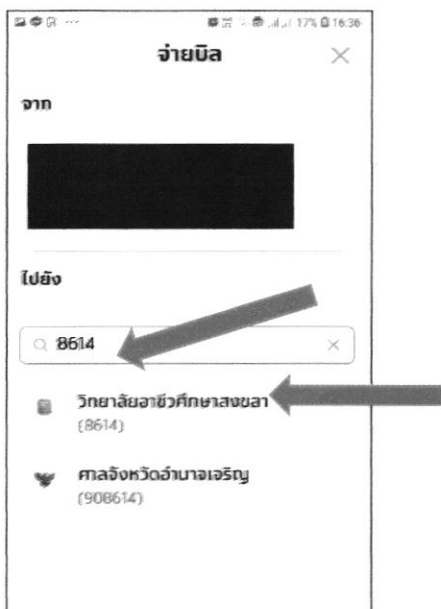 17% 16:36
จ่ายบิล
จาก
ไปยัง
8614
วิทยาลัยอาชีวศึกษาสงขลา
(8614)
ศาลจังหวัดอำนาจเจริญ
(908614)